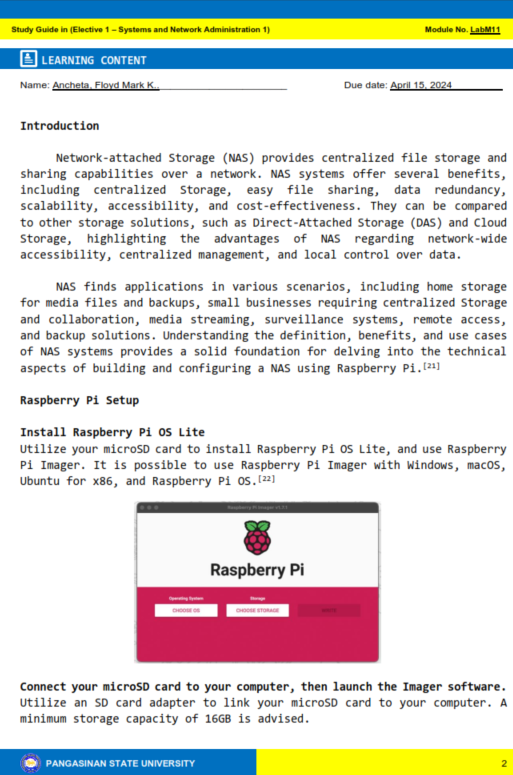 Study Guide in (Elective 1 – Systems and Network Administration 1) Module No. LabM11
LEARNING CONTENT
Name: Ancheta, Floyd Mark K.. Due date: April 15, 2024
Introduction
Network-attached Storage (NAS) provides centralized file storage and
sharing capabilities over a network. NAS systems offer several benefits,
including centralized Storage, easy file sharing, data redundancy,
scalability, accessibility, and cost-effectiveness. They can be compared
to other storage solutions, such as Direct-Attached Storage (DAS) and Cloud
Storage, highlighting the advantages of NAS regarding network-wide
accessibility, centralized management, and local control over data.
NAS finds applications in various scenarios, including home storage
for media files and backups, small businesses requiring centralized Storage
and collaboration, media streaming, surveillance systems, remote access,
and backup solutions. Understanding the definition, benefits, and use cases
of NAS systems provides a solid foundation for delving into the technical
aspects of building and configuring a NAS using Raspberry Pi.[21]
Raspberry Pi Setup
Install Raspberry Pi OS Lite
Utilize your microSD card to install Raspberry Pi OS Lite, and use Raspberry
Pi Imager. It is possible to use Raspberry Pi Imager with Windows, macOS,
Ubuntu for x86, and Raspberry Pi OS.[22]
Raspberry Pi Imager
Raspberry Pi
Operating System Storage
CHOOSE OS CHOOSE STORAGE WRITE
Connect your microSD card to your computer, then launch the Imager software.
Utilize an SD card adapter to link your microSD card to your computer. A
minimum storage capacity of 16GB is advised.
PANGASINAN STATE UNIVERSITY 2